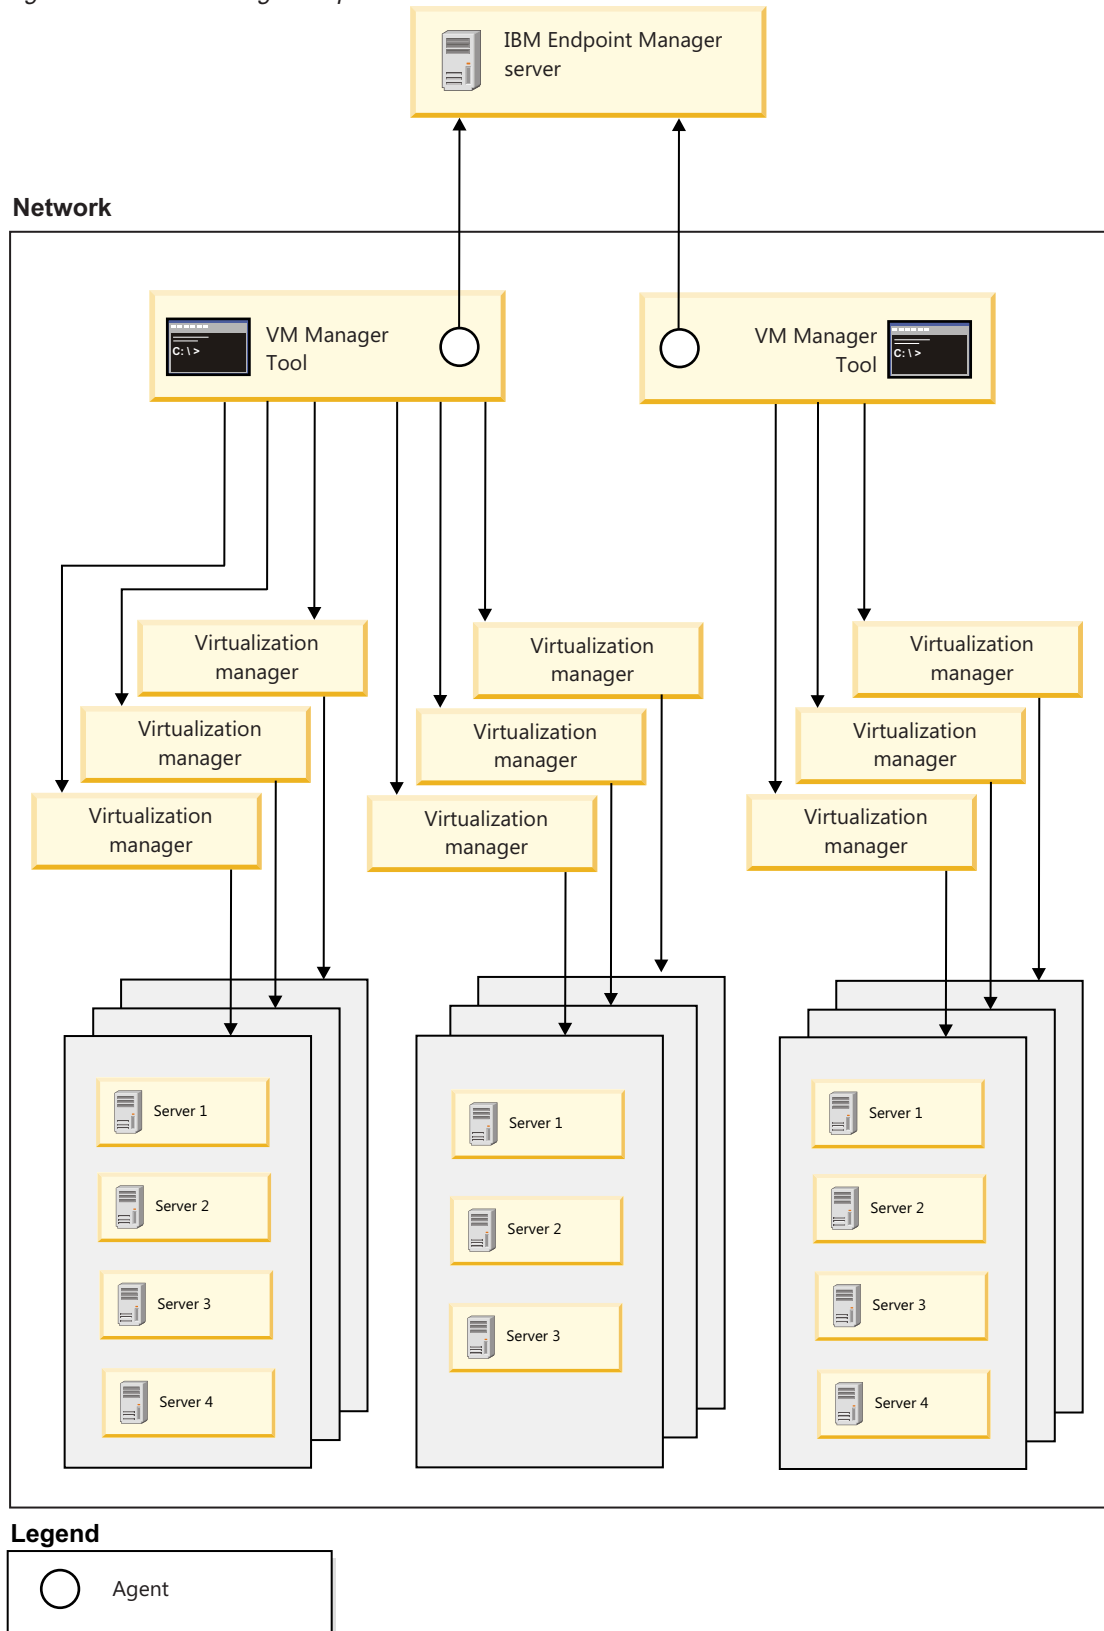 IBM Endpoint Manager
server
Network
VM Manager
Tool
C:\>
VM Manager
Tool
C:\>
Virtualization
manager
Virtualization
manager
Virtualization
manager
Virtualization
manager
Virtualization
manager
Virtualization
manager
Virtualization
manager
Virtualization
manager
Virtualization
manager
Server 1
Server 2
Server 3
Server 4
Server 1
Server 2
Server 3
Server 1
Server 2
Server 3
Server 4
Legend
Agent